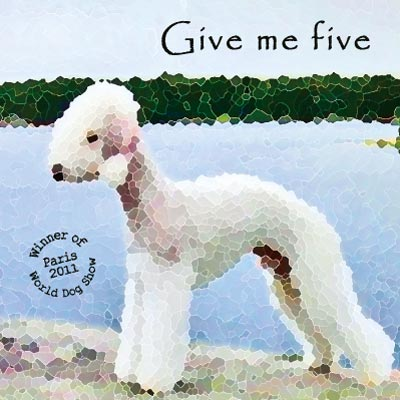 Give me five
Winner of
Paris
2011
World Dog Show